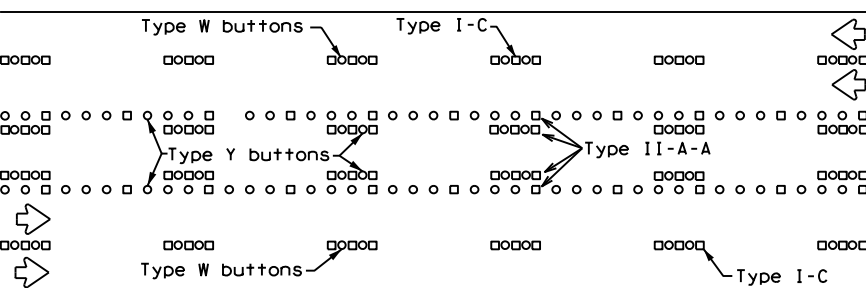 Type W buttons
Type I-C
Type Y buttons
Type II-A-A
Type W buttons
Type I-C